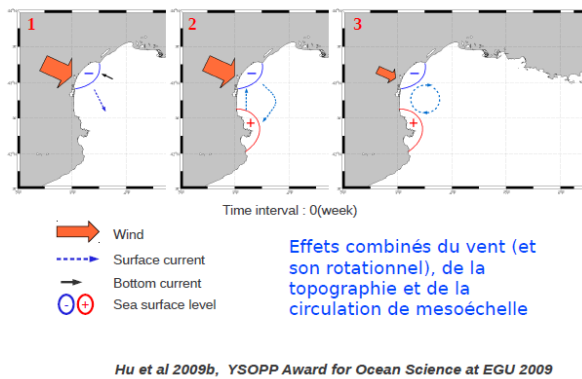 1
2
3
Time interval : 0(week)
Wind
Surface current
Bottom current
Sea surface level
Effets combinés du vent (et
son rotationnel), de la
topographie et de la
circulation de mesoéchelle
Hu et al 2009b, YSOPP Award for Ocean Science at EGU 2009